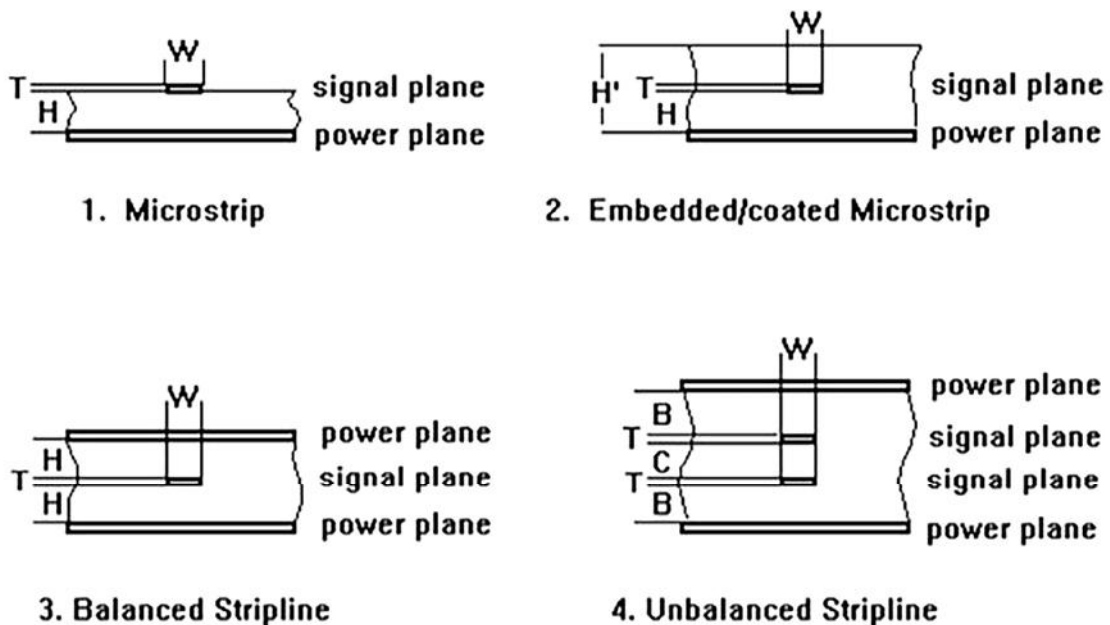 W
T
H
signal plane
power plane
1. Microstrip
W
H'
T
H
signal plane
power plane
2. Embedded/coated Microstrip
W
H
T
H
power plane
signal plane
power plane
3. Balanced Stripline
W
B
T
C
T
B
power plane
signal plane
signal plane
power plane
4. Unbalanced Stripline